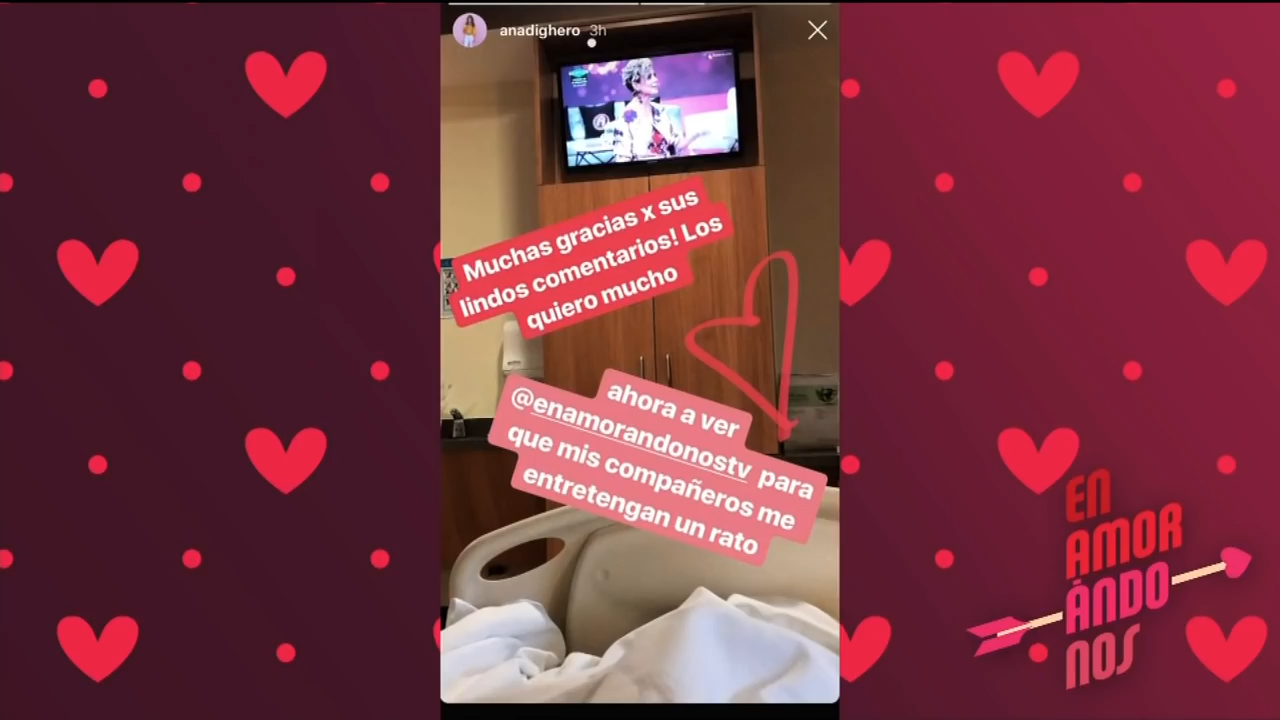 anadighero 3h
Muchas gracias x sus
lindos comentarios! Los
quiero mucho
ahora a ver
@enamorandonostv para
que mis compañeros me
entretengan un rato
EN
AMOR
ÁNDO
NOS